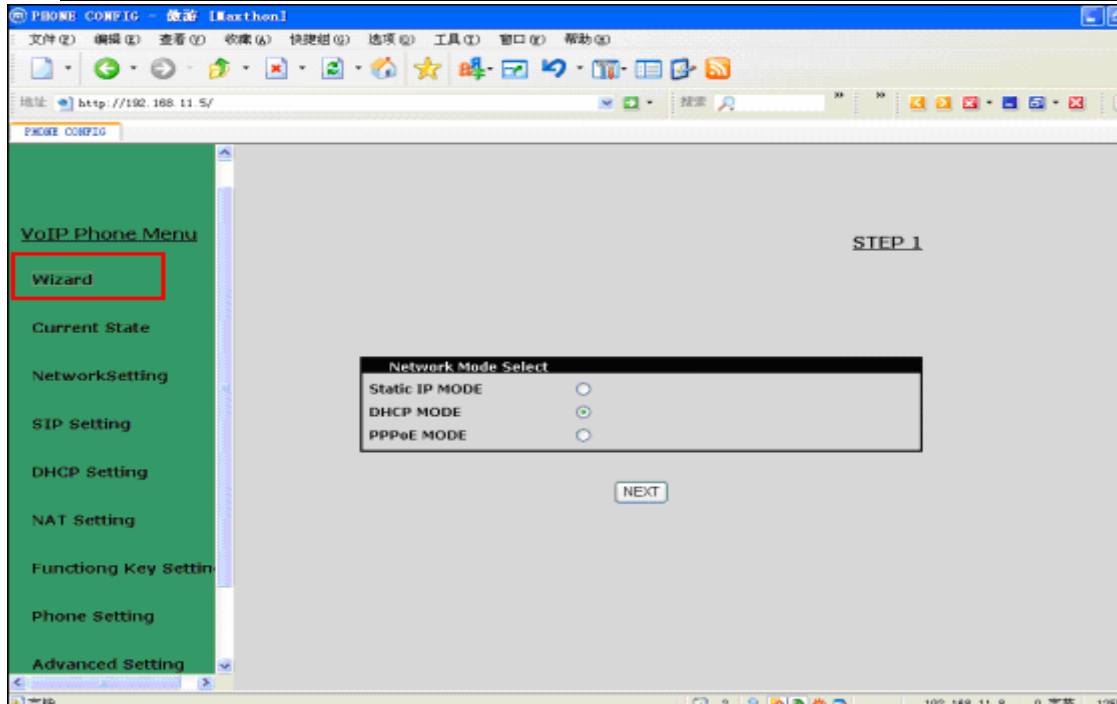 PHONE CONFIG - 傲游 [Maxthon]
文件(F) 编辑(E) 查看(V) 收藏(A) 快捷组(G) 选项(O) 工具(T) 窗口(W) 帮助(H)
地址 http://192.168.11.5/ 搜索
PHONE CONFIG
VoIP Phone Menu
Wizard
Current State
NetworkSetting
SIP Setting
DHCP Setting
NAT Setting
Functiong Key Settin
Phone Setting
Advanced Setting
STEP 1
Network Mode Select
Static IP MODE
DHCP MODE
PPPoE MODE
NEXT